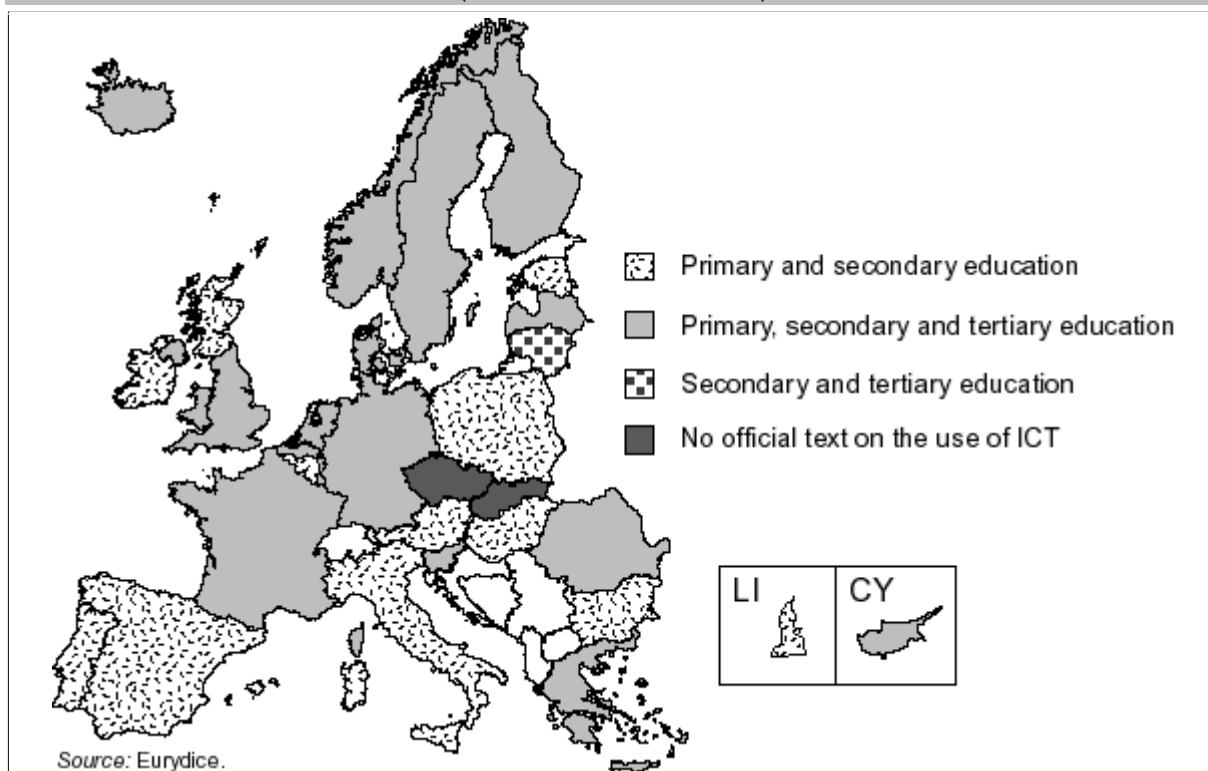 Primary and secondary education
Primary, secondary and tertiary education
Secondary and tertiary education
No official text on the use of ICT
LI
CY
Source: Eurydice.